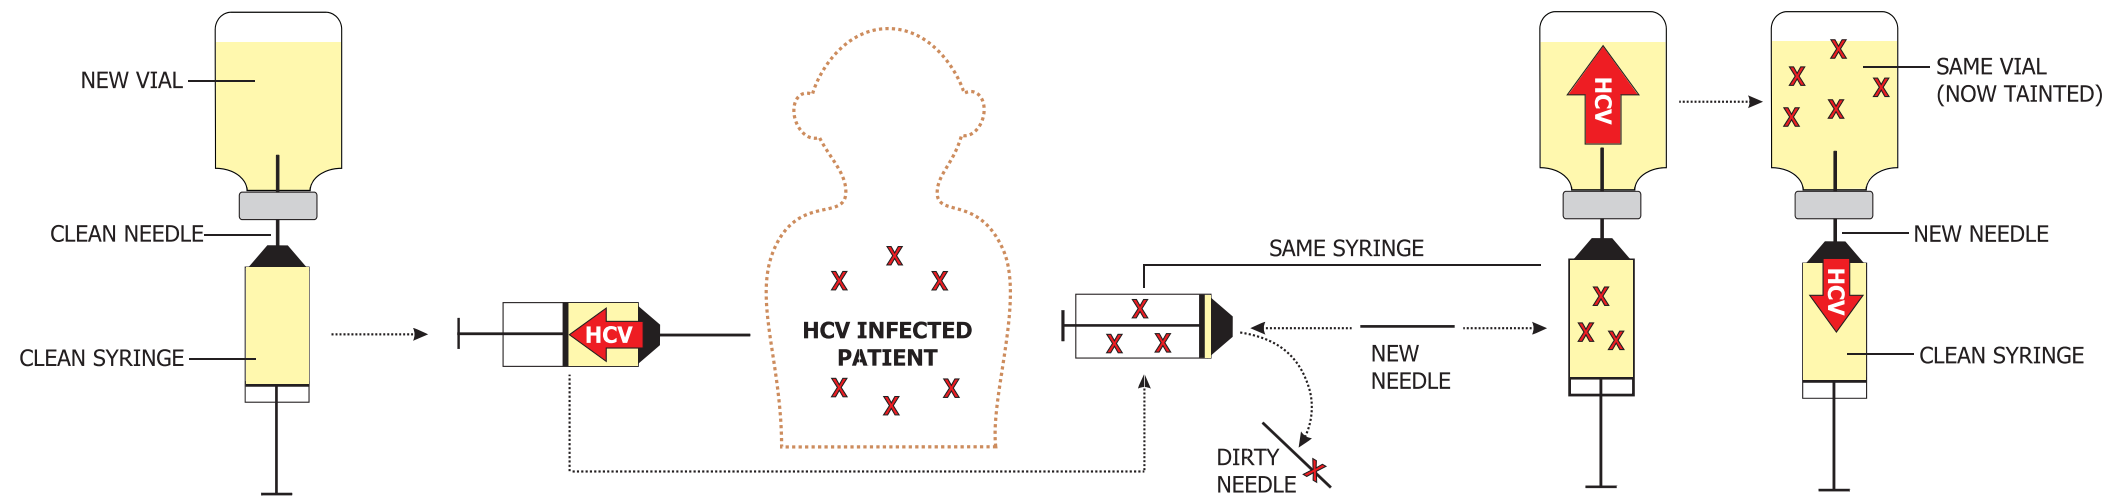 NEW VIAL
CLEAN NEEDLE
CLEAN SYRINGE
HCV
HCV INFECTED
PATIENT
SAME SYRINGE
NEW
NEEDLE
DIRTY
NEEDLE
HCV
SAME VIAL
(NOW TAINTED)
NEW NEEDLE
HCV
CLEAN SYRINGE